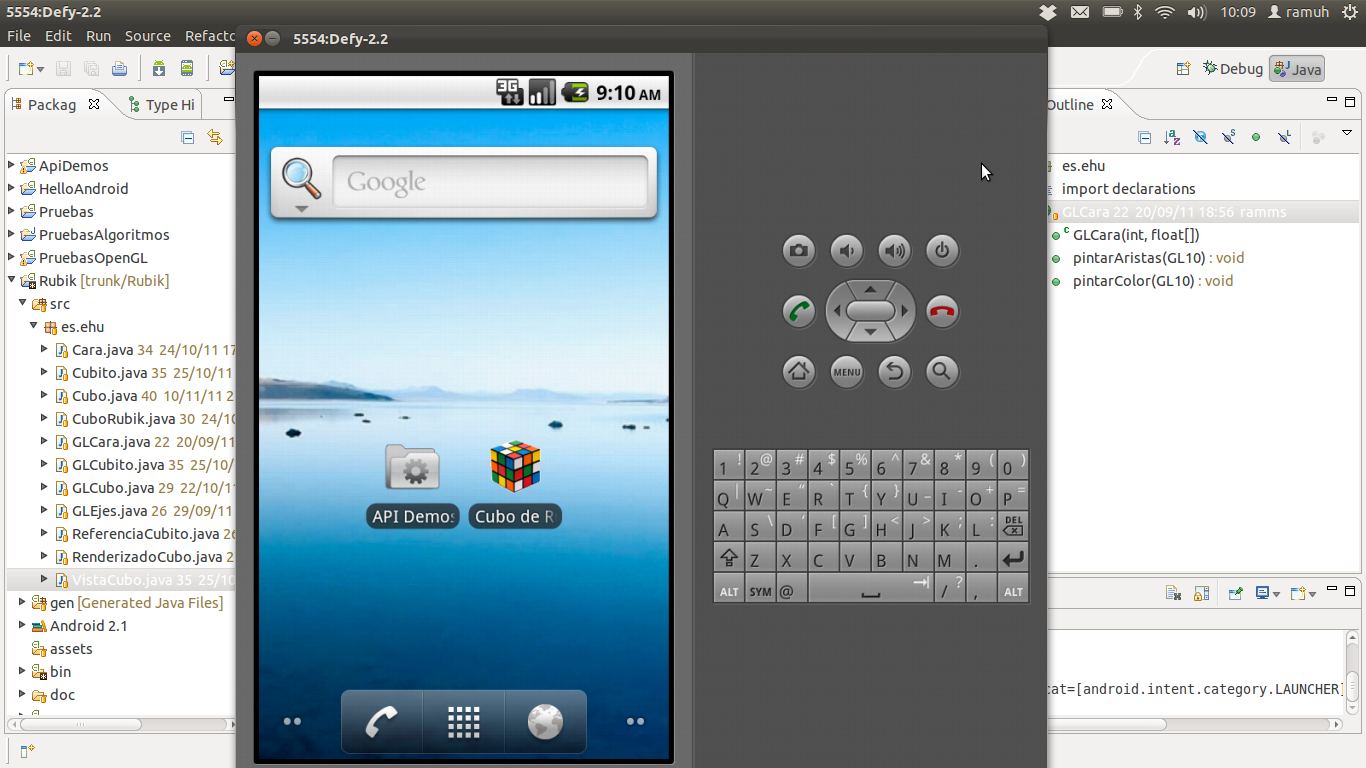 5554:Defy-2.2
10:09
ramuh
File Edit Run Source Refacto
5554:Defy-2.2
Debug
Java
Packag
Type Hi
Outline
ApiDemos
HelloAndroid
Pruebas
PruebasAlgoritmos
PruebasOpenGL
Rubik [trunk/Rubik]
src
es.ehu
Cara.java 34 24/10/11 17
Cubito.java 35 25/10/11
Cubo.java 40 10/11/11 2
CuboRubik.java 30 24/10
GLCara.java 22 20/09/11
GLCubito.java 35 25/10
GLCubo.java 29 22/10/1
GLEjes.java 26 29/09/11
ReferenciaCubito.java 26
RenderizadoCubo.java 2
VistaCubo.java 35 25/10
gen [Generated Java Files]
Android 2.1
assets
bin
doc
3G
9:10 AM
Google
API Demos
Cubo de R
MENU
1 ! 2 @ 3 # 4 $ 5 % 6 ^ 7 & 8 * 9 ( 0 )
Q | W ~ E " R ` T { Y } U _ I - O + P =
A S \ D ' F [ G ] H < J > K ; L : DEL
Z X C V B N M .
ALT SYM @ / ? , ALT
es.ehu
import declarations
GLCara 22 20/09/11 18:56 ramms
GLCara(int, float[])
pintarAristas(GL10) : void
pintarColor(GL10) : void
cat=[android.intent.category.LAUNCHER]